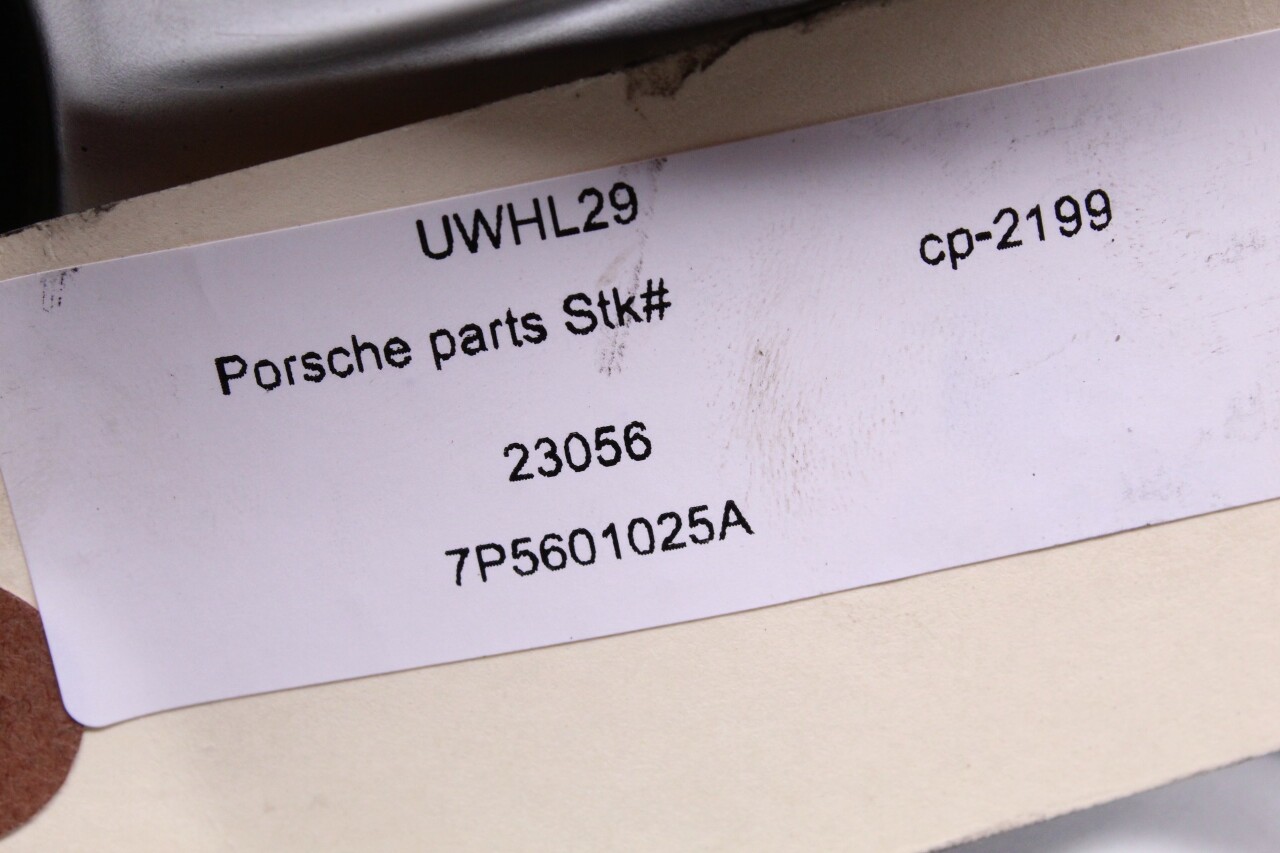 UWHL29
cp-2199
Porsche parts Stk#
23056
7P5601025A